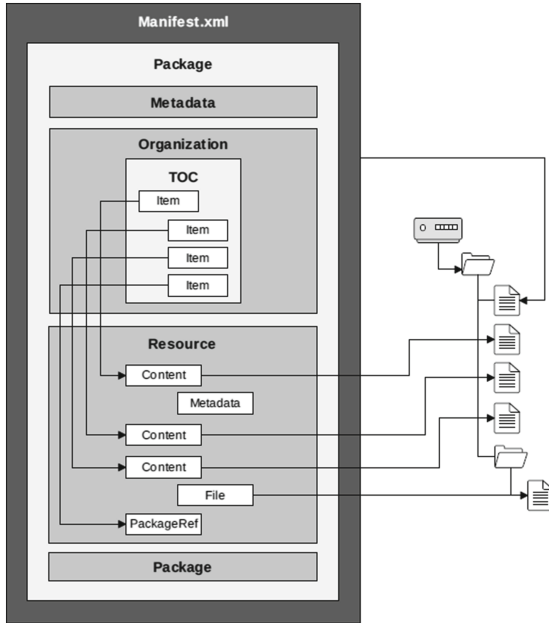 Manifest.xml
Package
Metadata
Organization
TOC
Item
Item
Item
Item
Resource
Content
Metadata
Content
Content
File
PackageRef
Package